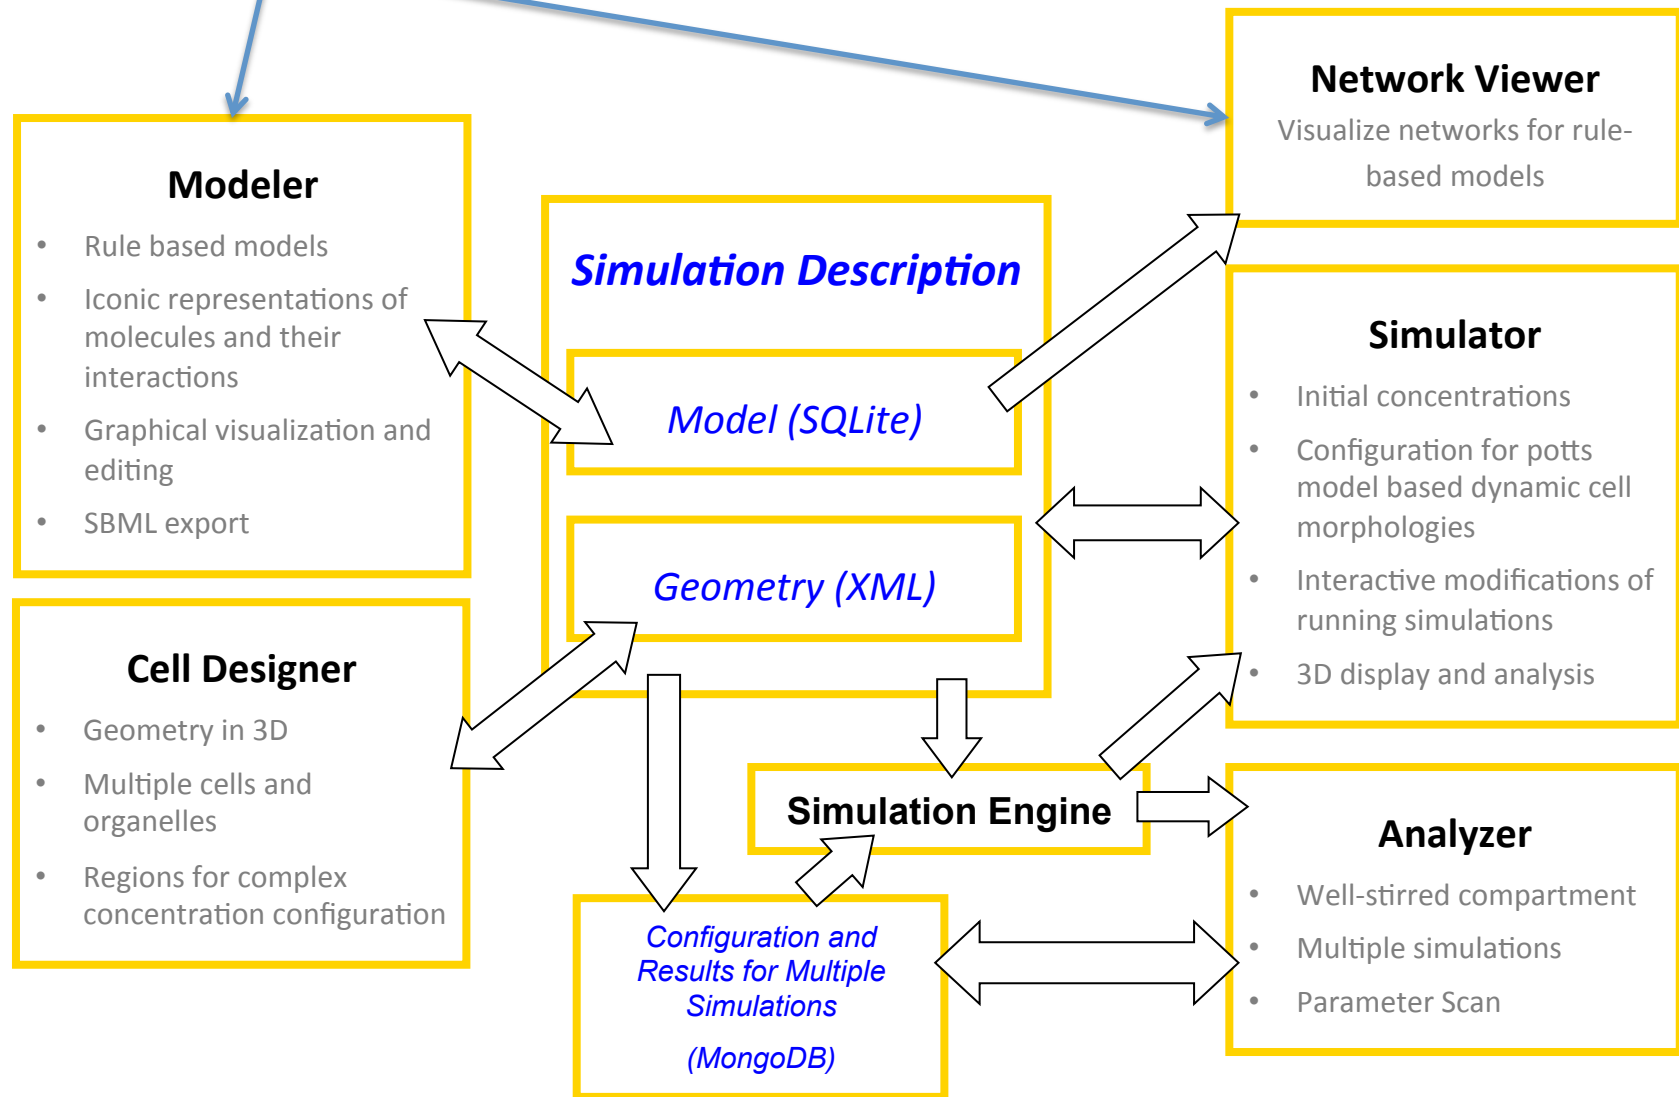 Network Viewer
Visualize networks for rule-
based models
Modeler
• Rule based models
• Iconic representations of
molecules and their
interactions
• Graphical visualization and
editing
• SBML export
Simulation Description
Model (SQLite)
Geometry (XML)
Simulator
• Initial concentrations
• Configuration for potts
model based dynamic cell
morphologies
• Interactive modifications of
running simulations
• 3D display and analysis
Cell Designer
• Geometry in 3D
• Multiple cells and
organelles
• Regions for complex
concentration configuration
Simulation Engine
Configuration and
Results for Multiple
Simulations
(MongoDB)
Analyzer
• Well-stirred compartment
• Multiple simulations
• Parameter Scan